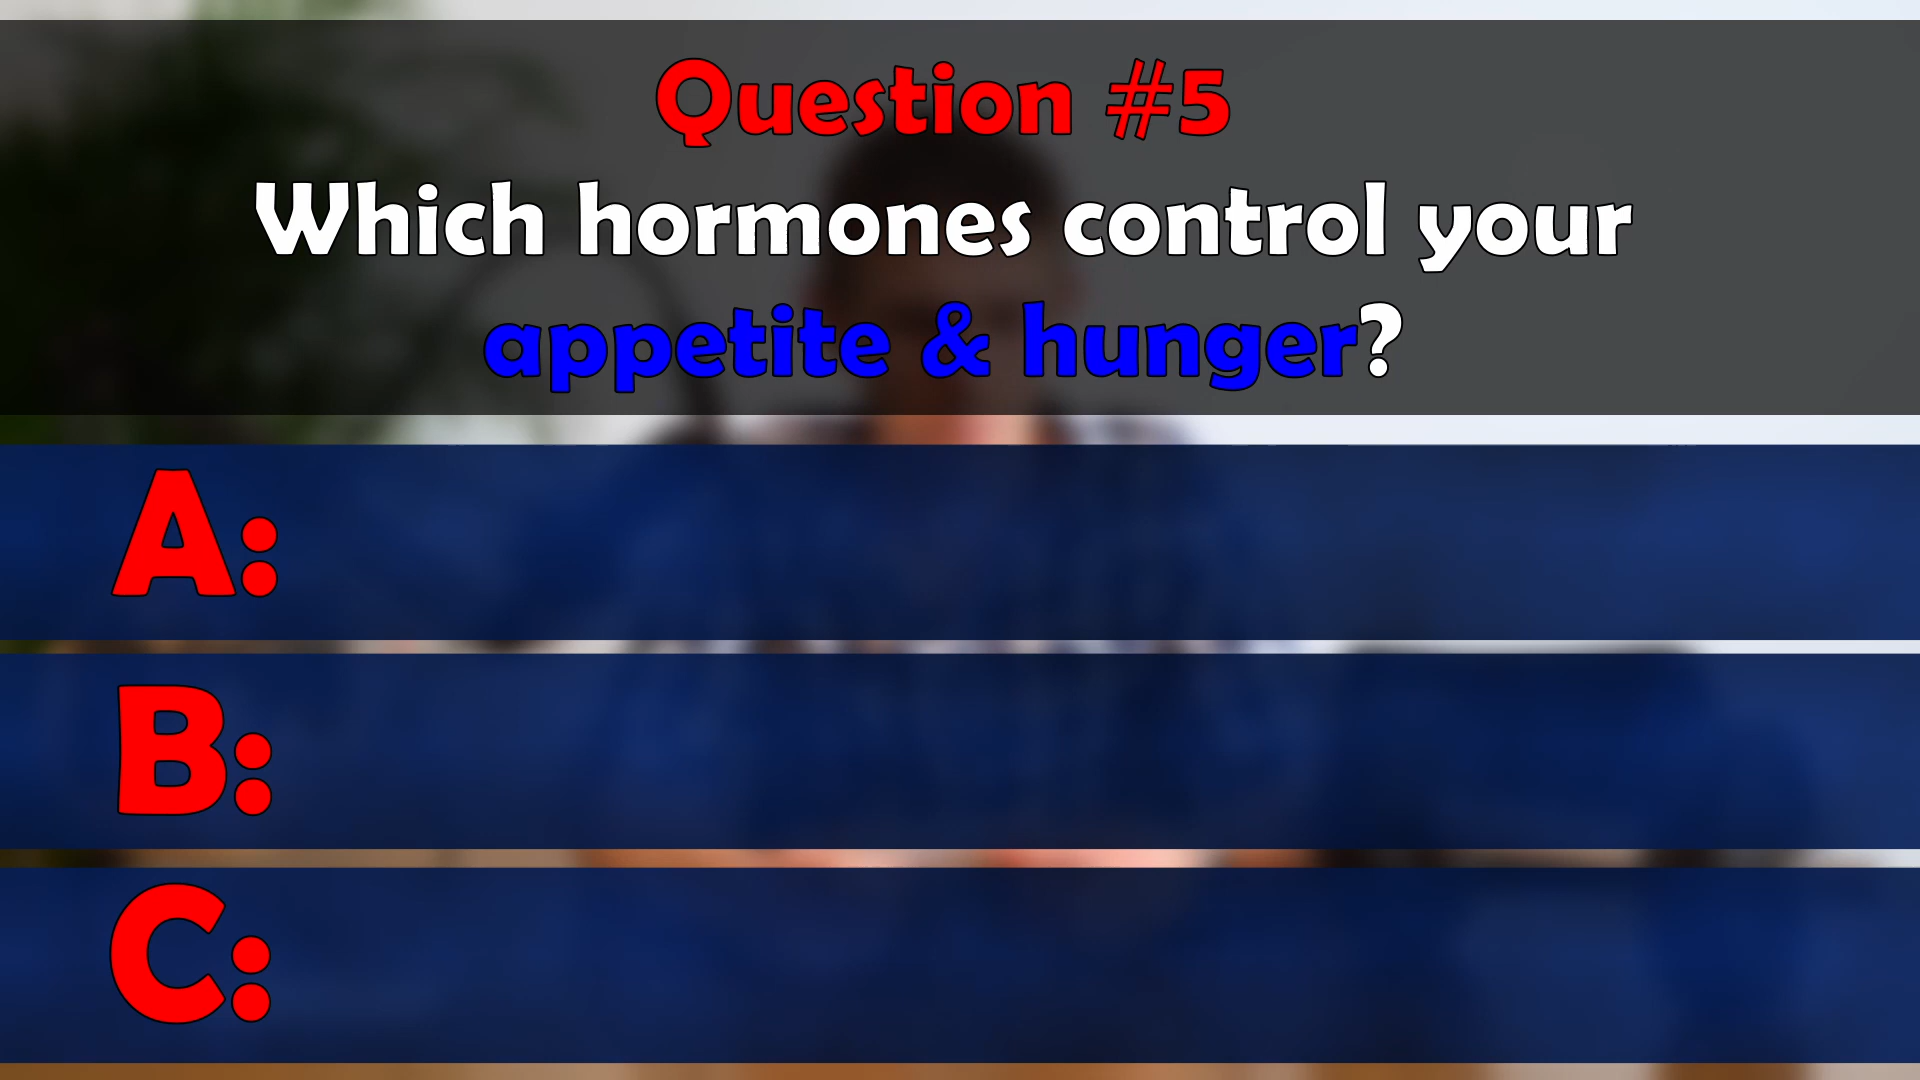 Question #5
Which hormones control your
appetite & hunger?
A:
B:
C: